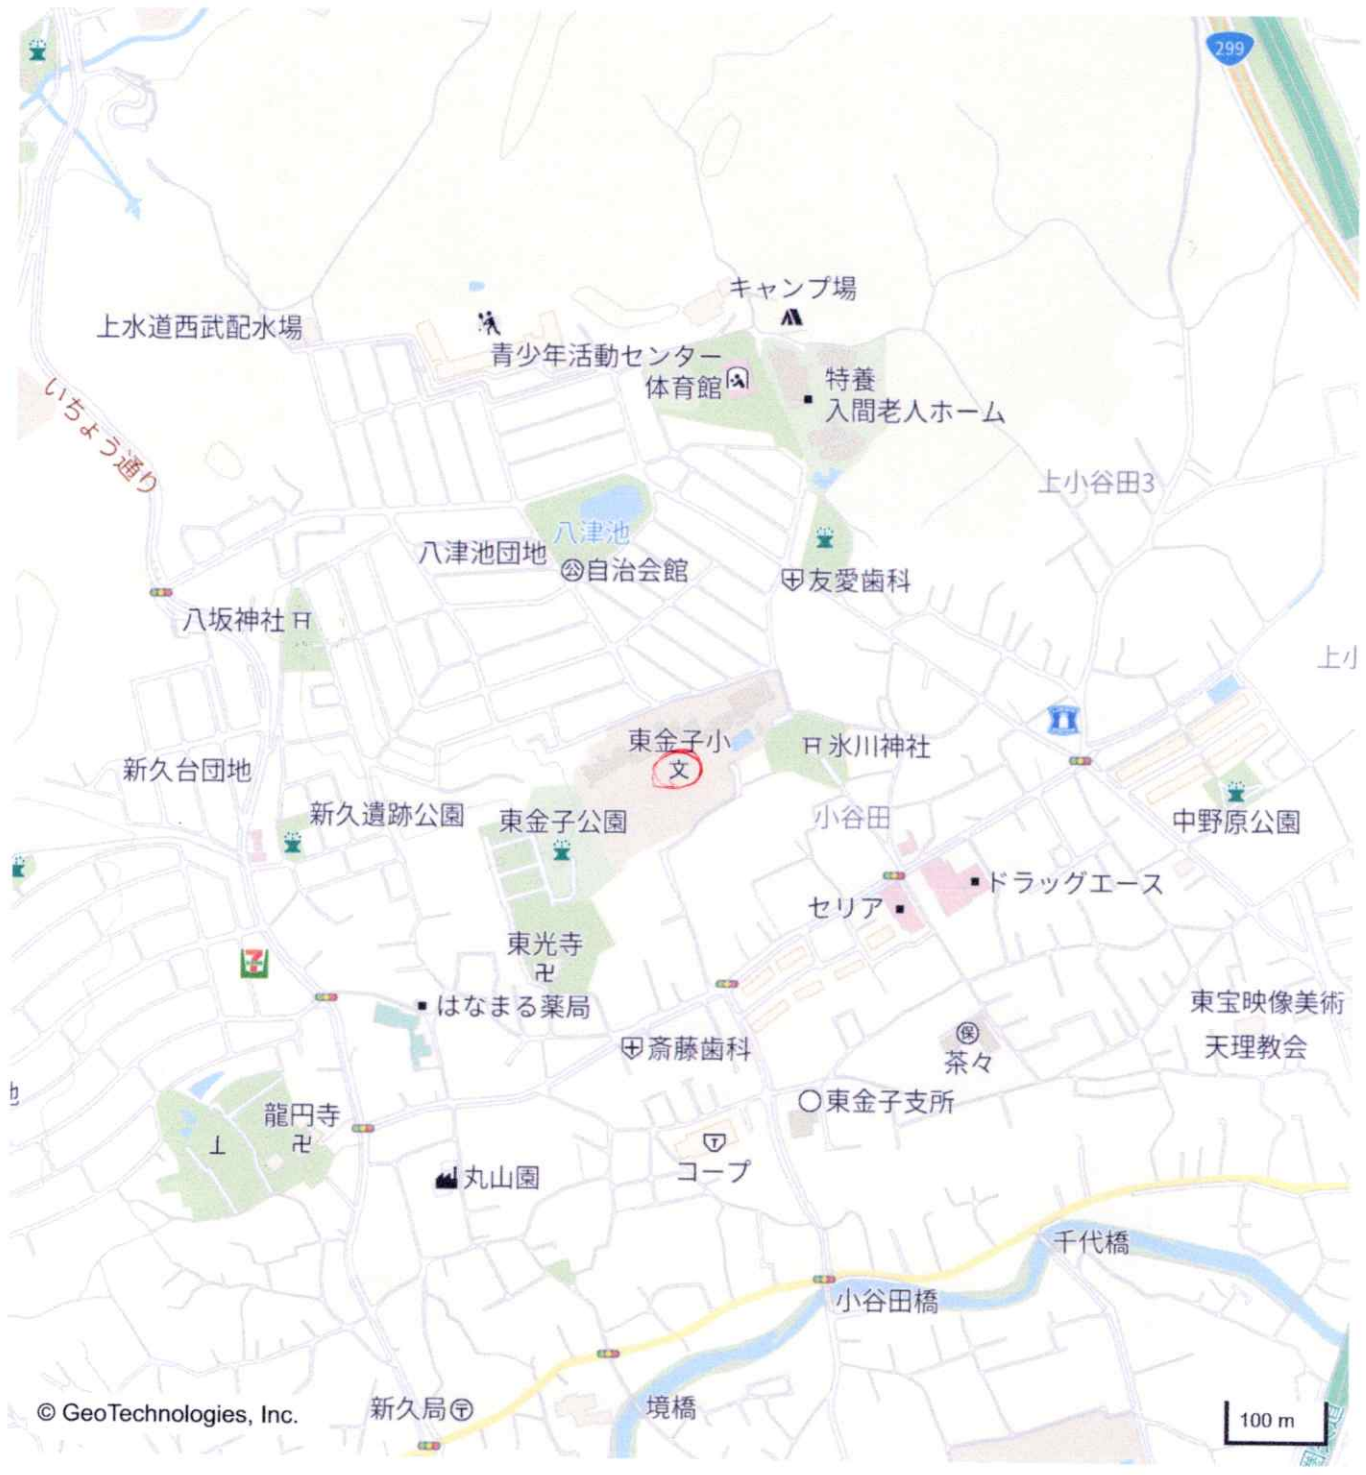 299
キャンプ場
上水道西武配水場
青少年活動センター
体育館
特養
入間老人ホーム
いちょう通り
上小谷田3
八津池
八津池団地
公自治会館
友愛歯科
八坂神社
上小
東金子小
文
氷川神社
新久台団地
新久遺跡公園
東金子公園
小谷田
中野原公園
ドラッグエース
セリア
東光寺
7
はなまる薬局
東宝映像美術
斎藤歯科
保
茶々
天理教会
池
東金子支所
龍円寺
コープ
丸山園
千代橋
小谷田橋
新久局
境橋
© GeoTechnologies, Inc.
100 m